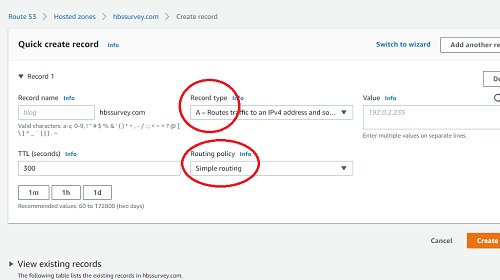 Route 53 > Hosted zones > hbssurvey.com > Create record
Quick create record Info
Switch to wizard
Add another re
Record 1
De
Record name Info
Record type Info
Value Info
blog
hbssurvey.com
A – Routes traffic to an IPv4 address and so...
192.0.2.235
Valid characters: a-z, 0-9, ! " # $ % & ' ( ) * + , - / : ; < = > ? @ [
\ ] ^ _ ` { | } . ~
Enter multiple values on separate lines.
TTL (seconds) Info
Routing policy Info
300
Simple routing
1m
1h
1d
Recommended values: 60 to 172800 (two days)
Cancel
Create
View existing records
The following table lists the existing records in hbssurvey.com.